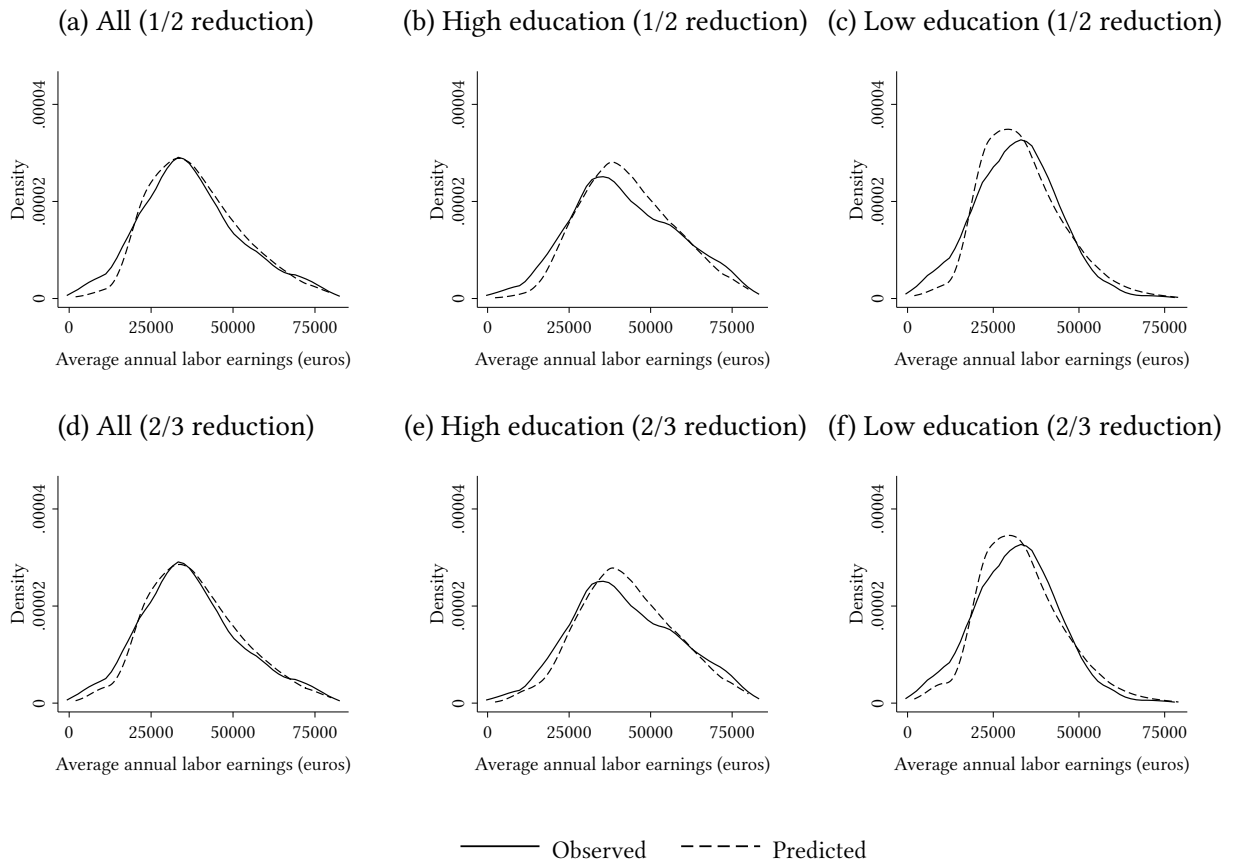 (a) All (1/2 reduction)
Density
0
.00002
.00004
0 25000 50000 75000
Average annual labor earnings (euros)
(b) High education (1/2 reduction)
Density
0
.00002
.00004
0 25000 50000 75000
Average annual labor earnings (euros)
(c) Low education (1/2 reduction)
Density
0
.00002
.00004
0 25000 50000 75000
Average annual labor earnings (euros)
(d) All (2/3 reduction)
Density
0
.00002
.00004
0 25000 50000 75000
Average annual labor earnings (euros)
(e) High education (2/3 reduction)
Density
0
.00002
.00004
0 25000 50000 75000
Average annual labor earnings (euros)
(f) Low education (2/3 reduction)
Density
0
.00002
.00004
0 25000 50000 75000
Average annual labor earnings (euros)
Observed Predicted